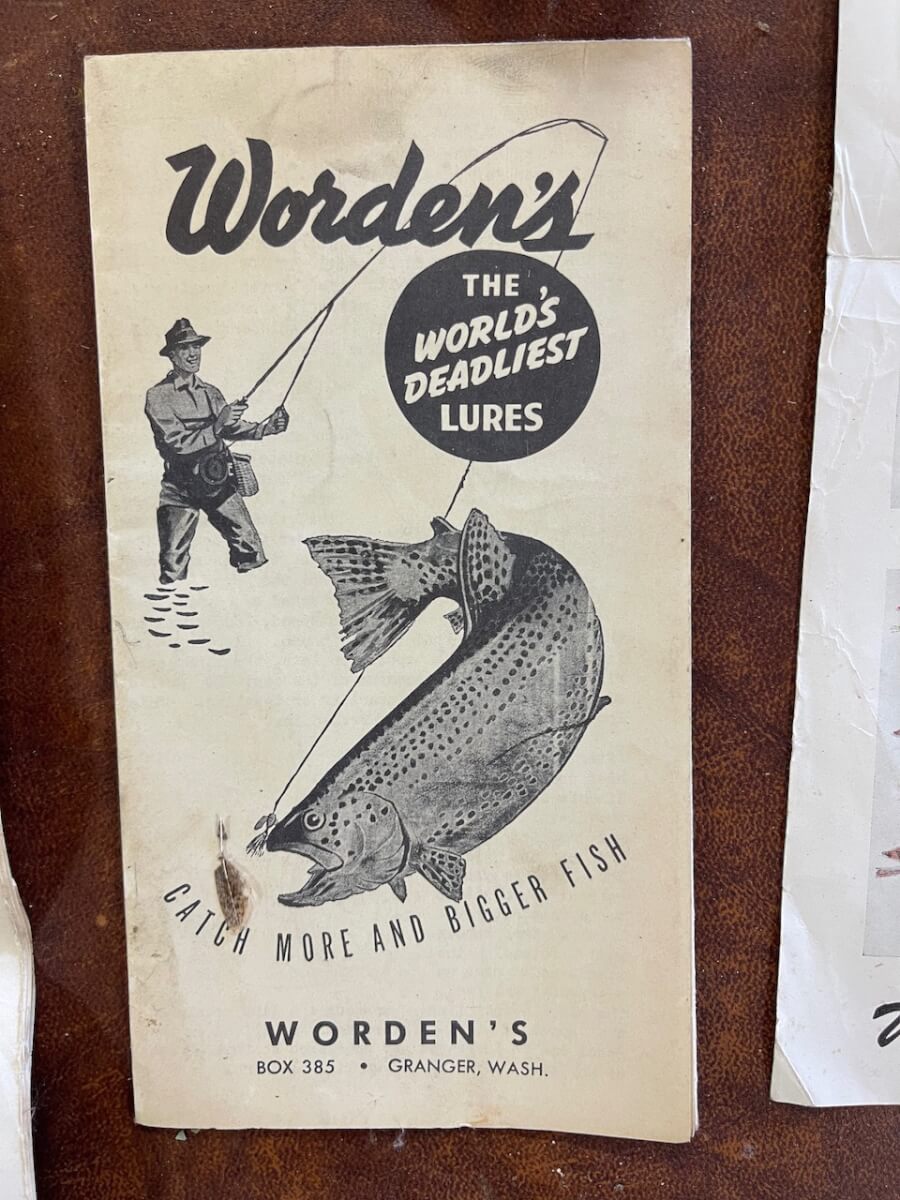 Worden's
THE
WORLD'S
DEADLIEST
LURES
CATCH MORE AND BIGGER FISH
WORDEN'S
BOX 385 • GRANGER, WASH.